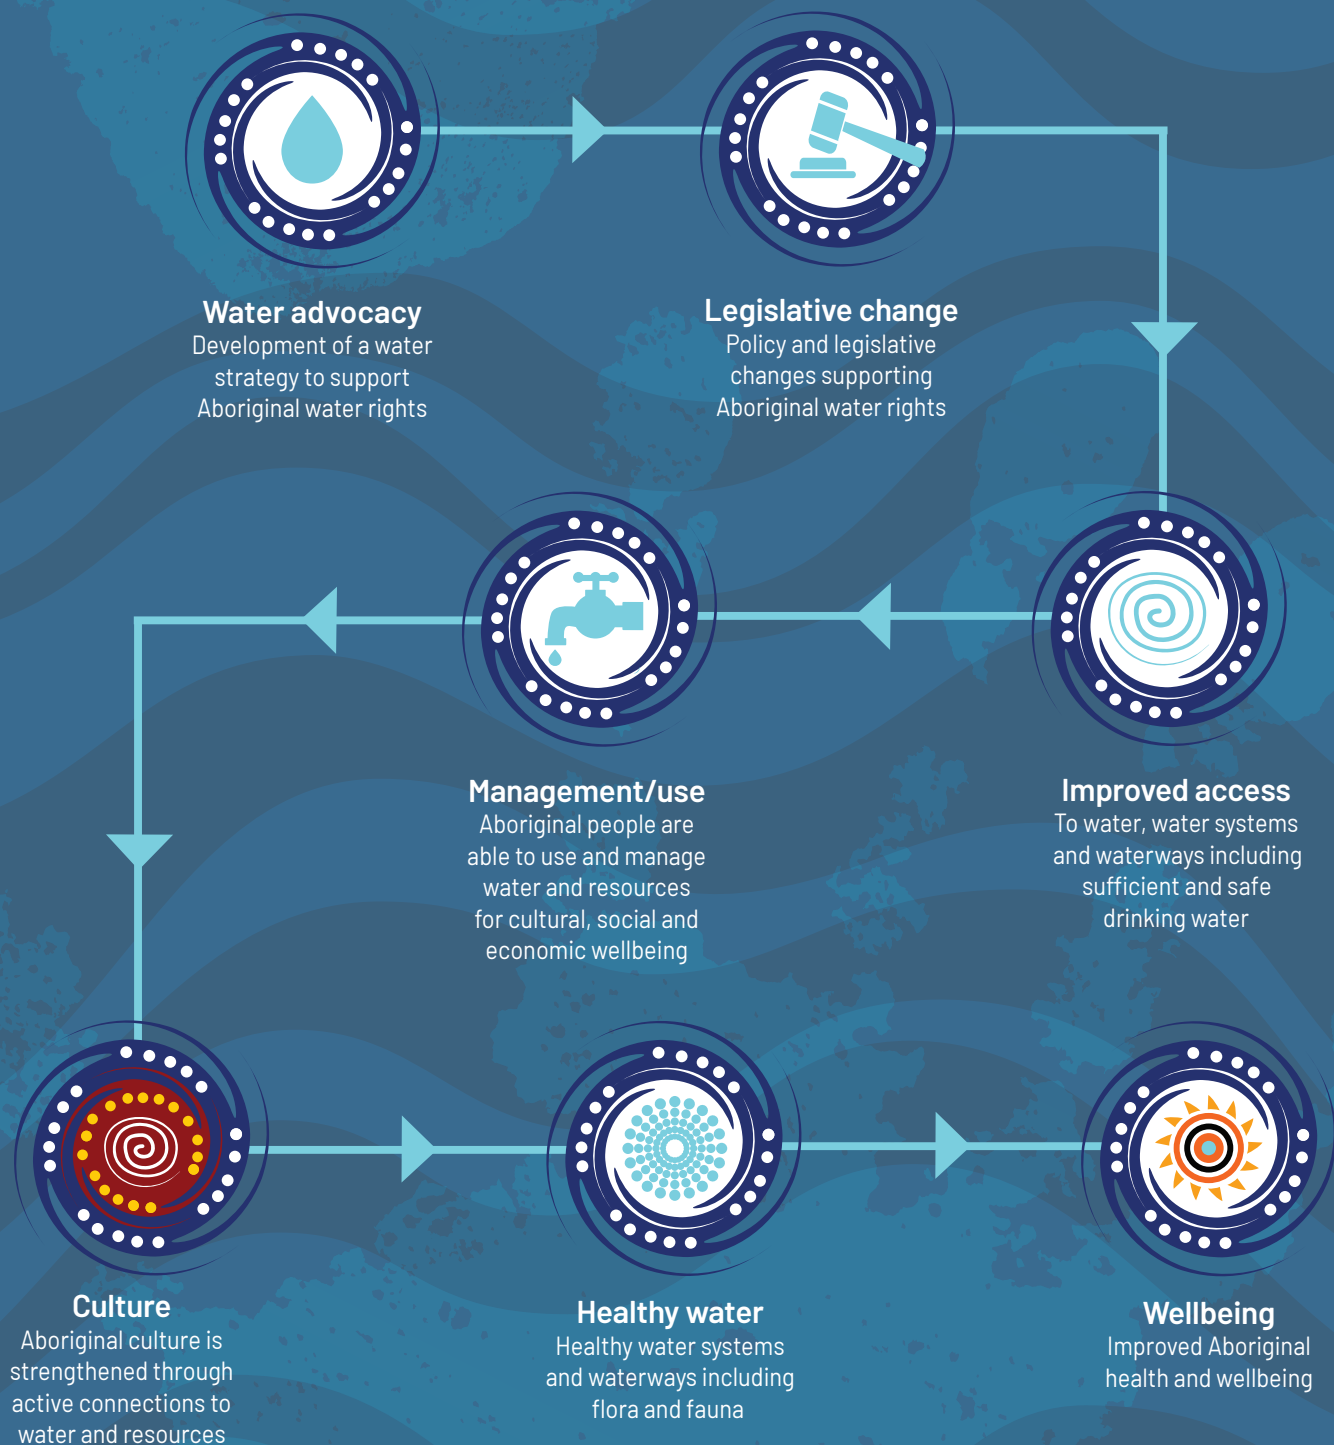 Water advocacy
Development of a water
strategy to support
Aboriginal water rights
Legislative change
Policy and legislative
changes supporting
Aboriginal water rights
Improved access
To water, water systems
and waterways including
sufficient and safe
drinking water
Management/use
Aboriginal people are
able to use and manage
water and resources
for cultural, social and
economic wellbeing
Culture
Aboriginal culture is
strengthened through
active connections to
water and resources
Healthy water
Healthy water systems
and waterways including
flora and fauna
Wellbeing
Improved Aboriginal
health and wellbeing